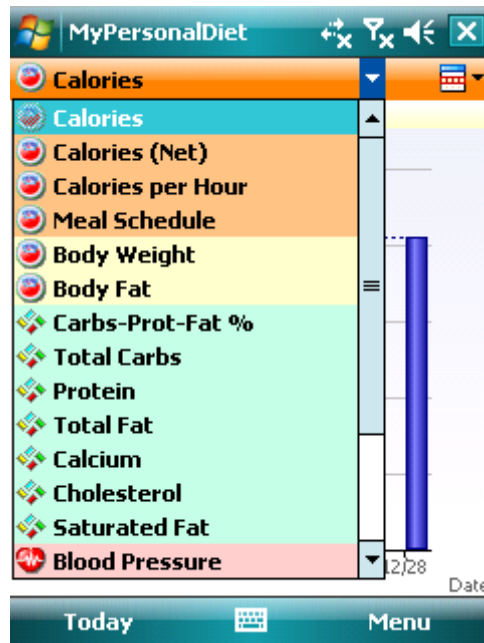 MyPersonalDiet
Calories
Calories
Calories (Net)
Calories per Hour
Meal Schedule
Body Weight
Body Fat
Carbs-Prot-Fat %
Total Carbs
Protein
Total Fat
Calcium
Cholesterol
Saturated Fat
Blood Pressure
12/28
Date
Today
Menu